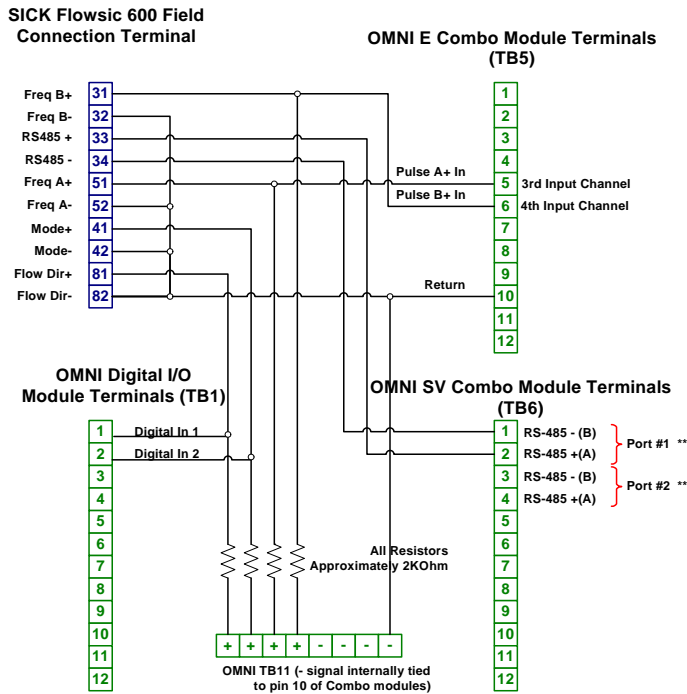 SICK Flowsic 600 Field
Connection Terminal
OMNI E Combo Module Terminals
(TB5)
Freq B+ 31
Freq B- 32
RS485 + 33
RS485 - 34
Freq A+ 51
Freq A- 52
Mode+ 41
Mode- 42
Flow Dir+ 81
Flow Dir- 82
Pulse A+ In
Pulse B+ In
Return
1
2
3
4
5 3rd Input Channel
6 4th Input Channel
7
8
9
10
11
12
OMNI Digital I/O
Module Terminals (TB1)
1 Digital In 1
2 Digital In 2
3
4
5
6
7
8
9
10
11
12
OMNI SV Combo Module Terminals
(TB6)
1 RS-485 - (B)
2 RS-485 +(A)
Port #1 **
3 RS-485 - (B)
4 RS-485 +(A)
Port #2 **
5
6
7
8
9
10
11
12
All Resistors
Approximately 2KOhm
+ + + + - - - -
OMNI TB11 (- signal internally tied
to pin 10 of Combo modules)